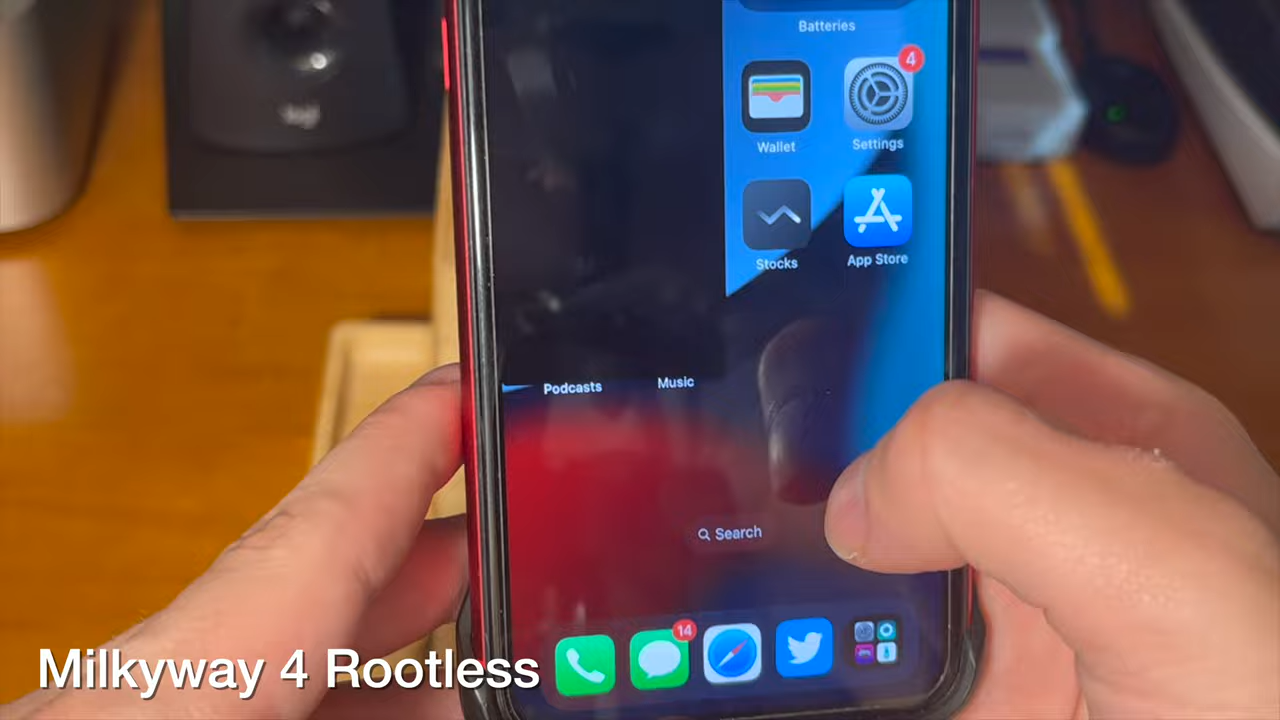 Batteries
4
Wallet
Settings
Stocks
App Store
Podcasts
Music
Search
14
Milkyway 4 Rootless